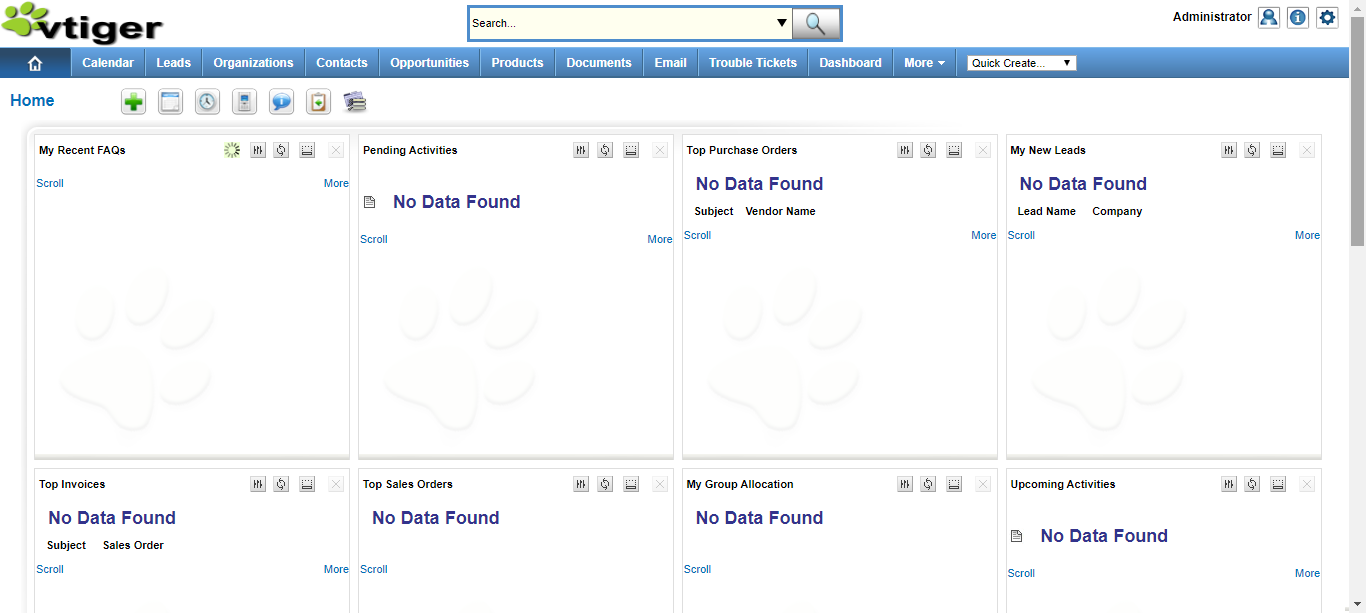 vtiger
Search...
Administrator
Calendar Leads Organizations Contacts Opportunities Products Documents Email Trouble Tickets Dashboard More Quick Create...
Home
My Recent FAQs
Scroll More
Pending Activities
No Data Found
Scroll More
Top Purchase Orders
No Data Found
Subject Vendor Name
Scroll More
My New Leads
No Data Found
Lead Name Company
Scroll More
Top Invoices
No Data Found
Subject Sales Order
Scroll More
Top Sales Orders
No Data Found
Scroll
My Group Allocation
No Data Found
Scroll
Upcoming Activities
No Data Found
Scroll More